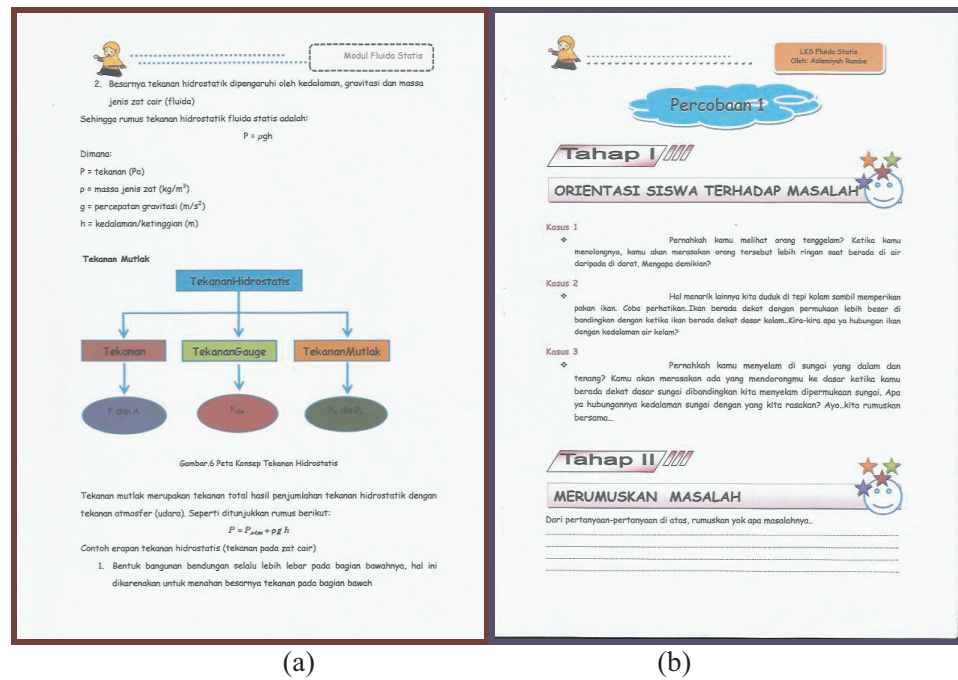 Modul Fluida Statis
2. Besarnya tekanan hidrostatik dipengaruhi oleh kedalaman, gravitasi dan massa
jenis zat cair (fluida)
Sehingga rumus tekanan hidrostatik fluida statis adalah:
P = ρgh
Dimana:
P = tekanan (Pa)
ρ = massa jenis zat (kg/m³)
g = percepatan gravitasi (m/s²)
h = kedalaman/ketinggian (m)
Tekanan Mutlak
TekananHidrostatis
Tekanan TekananGauge TekananMutlak
F dan A
Gambar.6 Peta Konsep Tekanan Hidrostatis
Tekanan mutlak merupakan tekanan total hasil penjumlahan tekanan hidrostatik dengan
tekanan atmosfer (udara). Seperti ditunjukkan rumus berikut:
P = Patm + ρg h
Contoh erapan tekanan hidrostatis (tekanan pada zat cair)
1. Bentuk bangunan bendungan selalu lebih lebar pada bagian bawahnya, hal ini
dikarenakan untuk menahan besarnya tekanan pada bagian bawah
(a)
LKS Fluida Statis
Oleh: Aslamiyah Rambe
Percobaan 1
Tahap I
ORIENTASI SISWA TERHADAP MASALAH
Kasus 1
❖ Pernahkah kamu melihat orang tenggelam? Ketika kamu
menolongnya, kamu akan merasakan orang tersebut lebih ringan saat berada di air
daripada di darat. Mengapa demikian?
Kasus 2
❖ Hal menarik lainnya kita duduk di tepi kolam sambil memperikan
pakan ikan. Coba perhatikan..Ikan berada dekat dengan permukaan lebih besar di
bandingkan dengan ketika ikan berada dekat dasar kolam..Kira-kira apa ya hubungan ikan
dengan kedalaman air kolam?
Kasus 3
❖ Pernahkah kamu menyelam di sungai yang dalam dan
tenang? Kamu akan merasakan ada yang mendorongmu ke dasar ketika kamu
berada dekat dasar sungai dibandingkan kita menyelam dipermukaan sungai. Apa
ya hubungannya kedalaman sungai dengan yang kita rasakan? Ayo..kita rumuskan
bersama...
Tahap II
MERUMUSKAN MASALAH
Dari pertanyaan-pertanyaan di atas, rumuskan yok apa masalahnya..
(b)